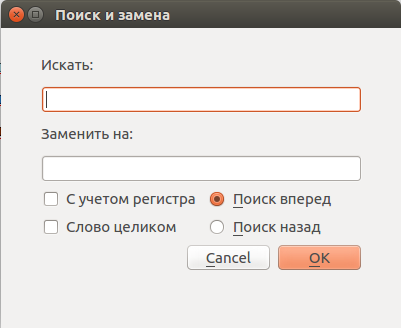 Поиск и замена
Искать:
Заменить на:
С учетом регистра Поиск вперед
Слово целиком Поиск назад
Cancel OK